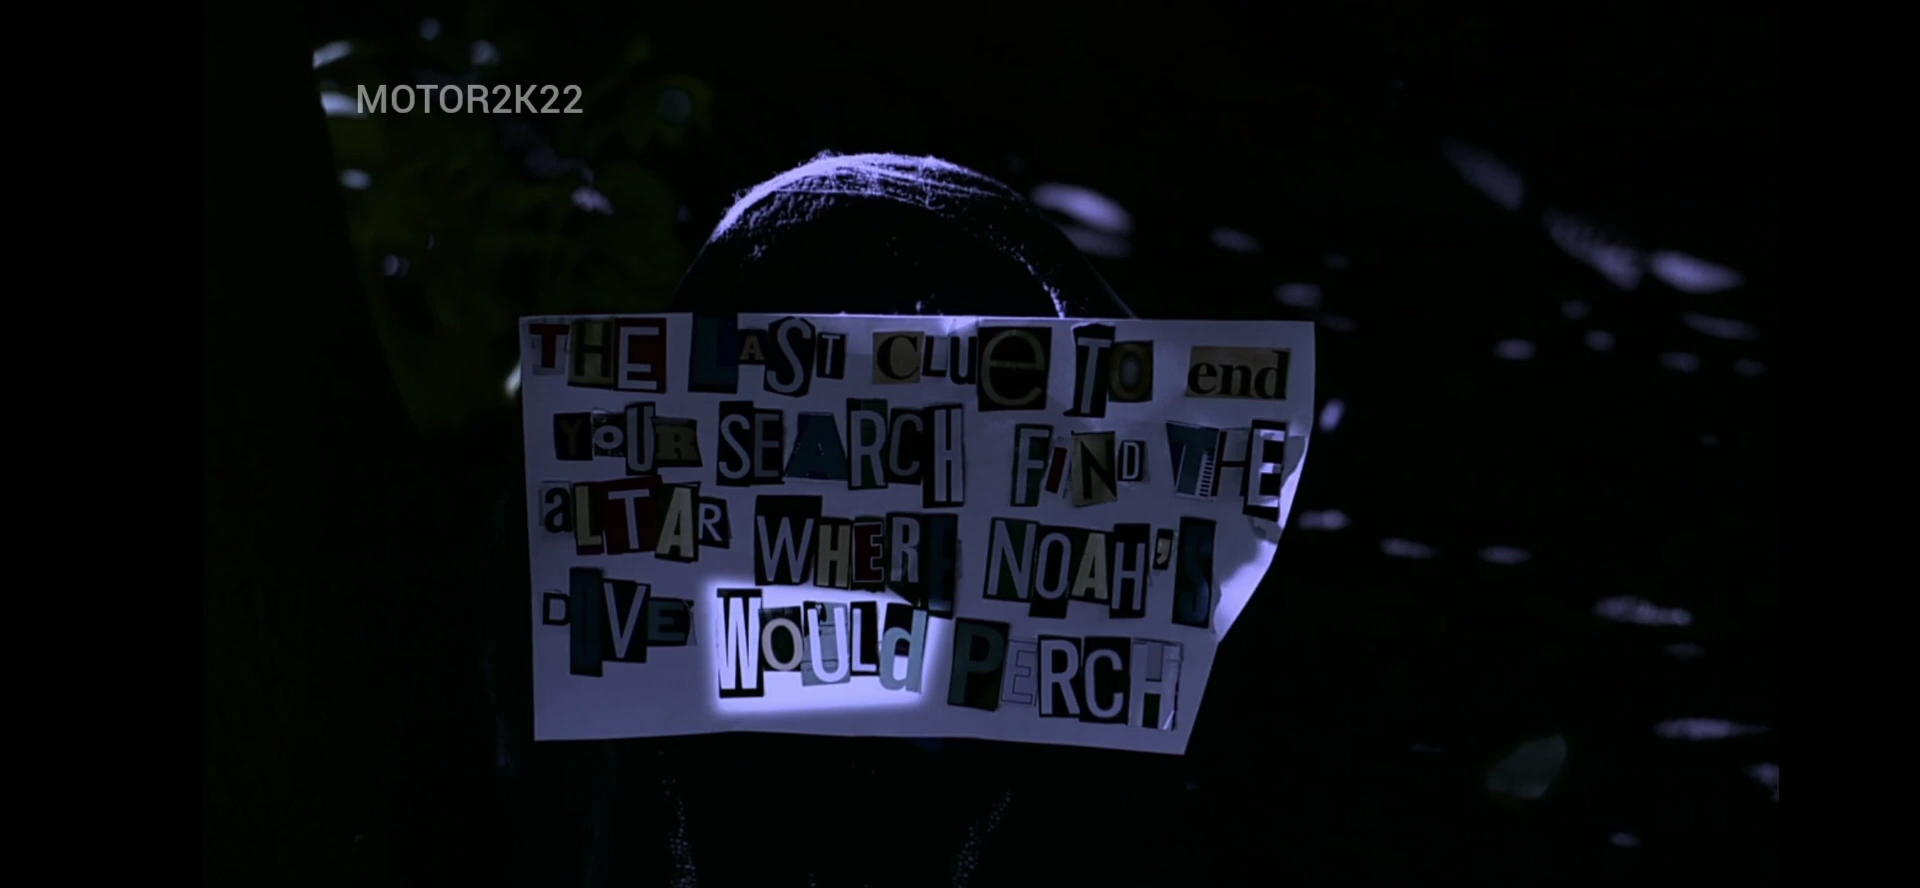 MOTOR2K22
THE LAST CLUe TO end
YOUR SEARCH FIND THE
aLTAR WHERE NOAH'S
DIVE WOULd PERCH